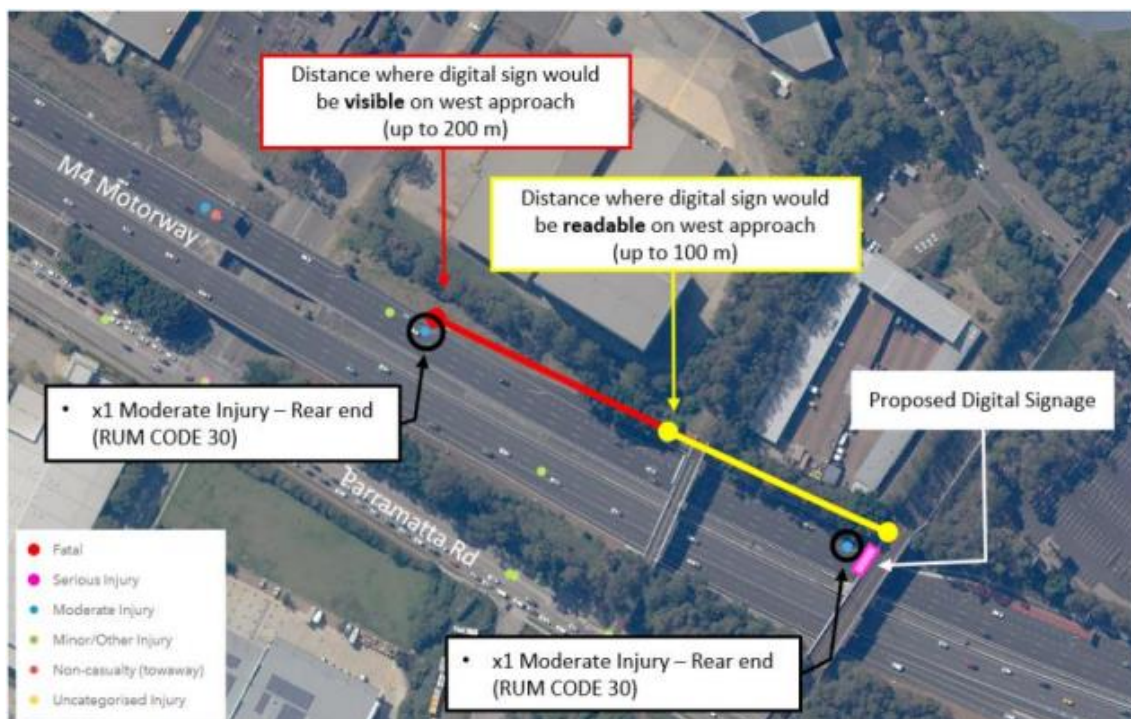 Distance where digital sign would
be visible on west approach
(up to 200 m)
M4 Motorway
Distance where digital sign would
be readable on west approach
(up to 100 m)
• x1 Moderate Injury – Rear end
(RUM CODE 30)
Proposed Digital Signage
Parramatta Rd
Fatal
Serious Injury
Moderate Injury
Minor/Other Injury
Non-casualty (towaway)
Uncategorised Injury
• x1 Moderate Injury – Rear end
(RUM CODE 30)